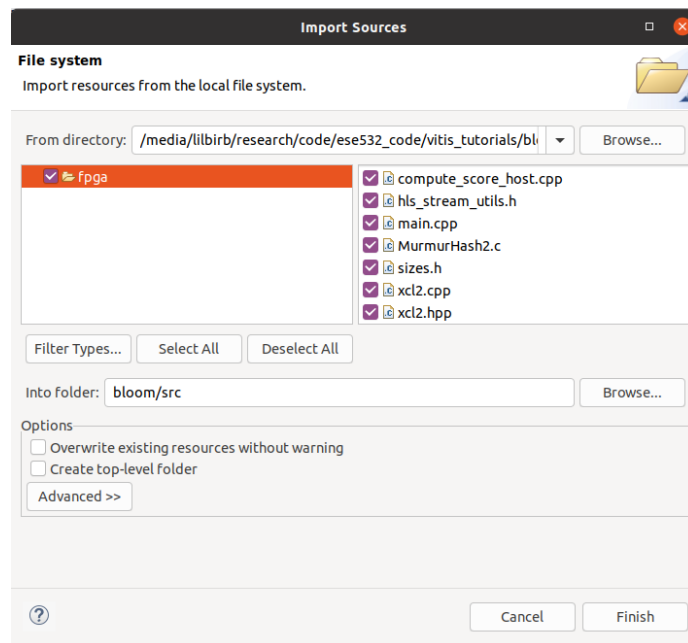 Import Sources
File system
Import resources from the local file system.
From directory: /media/lilbirb/research/code/ese532_code/vitis_tutorials/bl Browse...
fpga
compute_score_host.cpp
hls_stream_utils.h
main.cpp
MurmurHash2.c
sizes.h
xcl2.cpp
xcl2.hpp
Filter Types... Select All Deselect All
Into folder: bloom/src Browse...
Options
Overwrite existing resources without warning
Create top-level folder
Advanced >>
? Cancel Finish